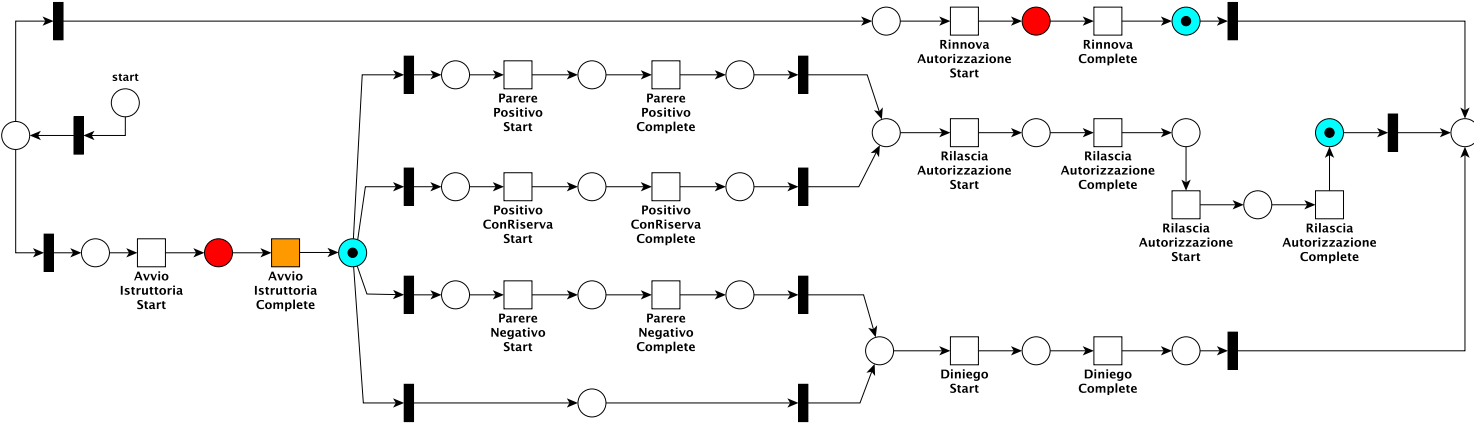 Rinnova
Autorizzazione
Start
Rinnova
Complete
start
Parere
Positivo
Start
Parere
Positivo
Complete
Rilascia
Autorizzazione
Start
Rilascia
Autorizzazione
Complete
Positivo
ConRiserva
Start
Positivo
ConRiserva
Complete
Rilascia
Autorizzazione
Start
Rilascia
Autorizzazione
Complete
Avvio
Istruttoria
Start
Avvio
Istruttoria
Complete
Parere
Negativo
Start
Parere
Negativo
Complete
Diniego
Start
Diniego
Complete